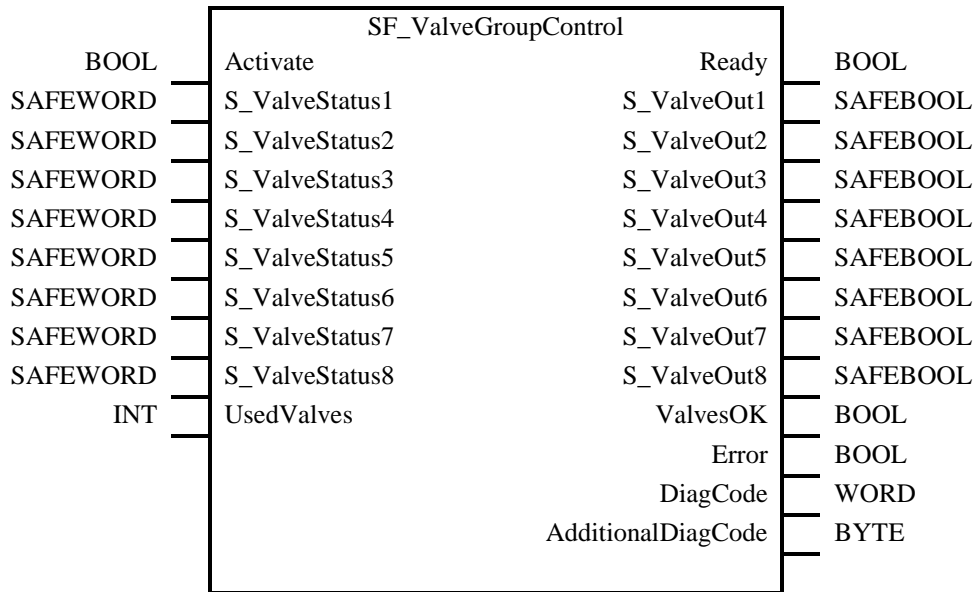 SF_ValveGroupControl
BOOL Activate Ready BOOL
SAFEWORD S_ValveStatus1 S_ValveOut1 SAFEBOOL
SAFEWORD S_ValveStatus2 S_ValveOut2 SAFEBOOL
SAFEWORD S_ValveStatus3 S_ValveOut3 SAFEBOOL
SAFEWORD S_ValveStatus4 S_ValveOut4 SAFEBOOL
SAFEWORD S_ValveStatus5 S_ValveOut5 SAFEBOOL
SAFEWORD S_ValveStatus6 S_ValveOut6 SAFEBOOL
SAFEWORD S_ValveStatus7 S_ValveOut7 SAFEBOOL
SAFEWORD S_ValveStatus8 S_ValveOut8 SAFEBOOL
INT UsedValves ValvesOK BOOL
Error BOOL
DiagCode WORD
AdditionalDiagCode BYTE